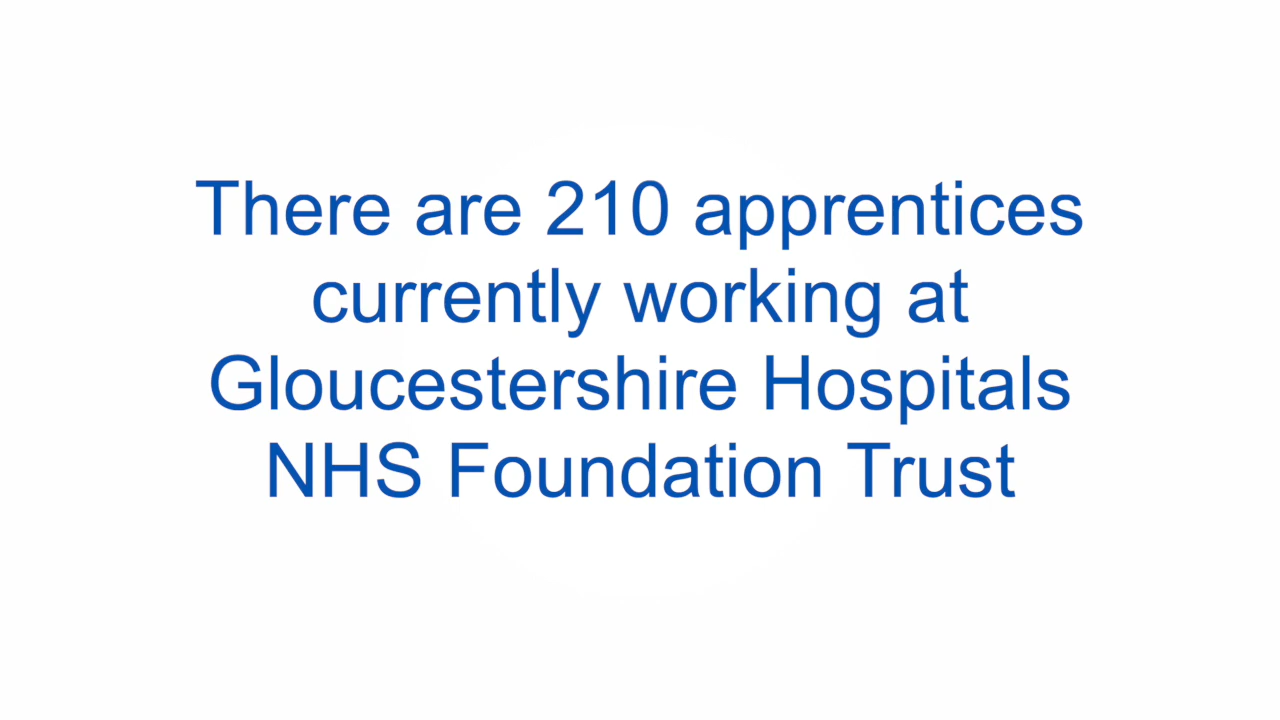 There are 210 apprentices
currently working at
Gloucestershire Hospitals
NHS Foundation Trust